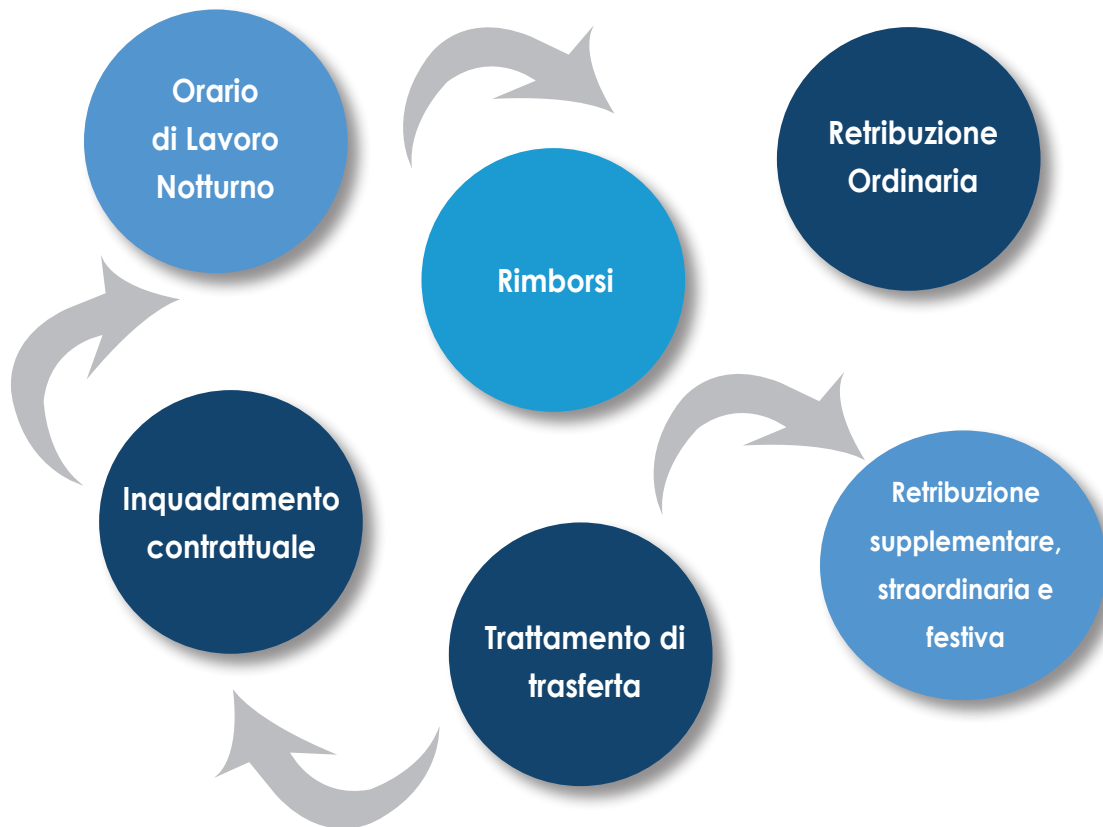 Orario
di Lavoro
Notturno
Retribuzione
Ordinaria
Rimborsi
Inquadramento
contrattuale
Trattamento di
trasferta
Retribuzione
supplementare,
straordinaria e
festiva